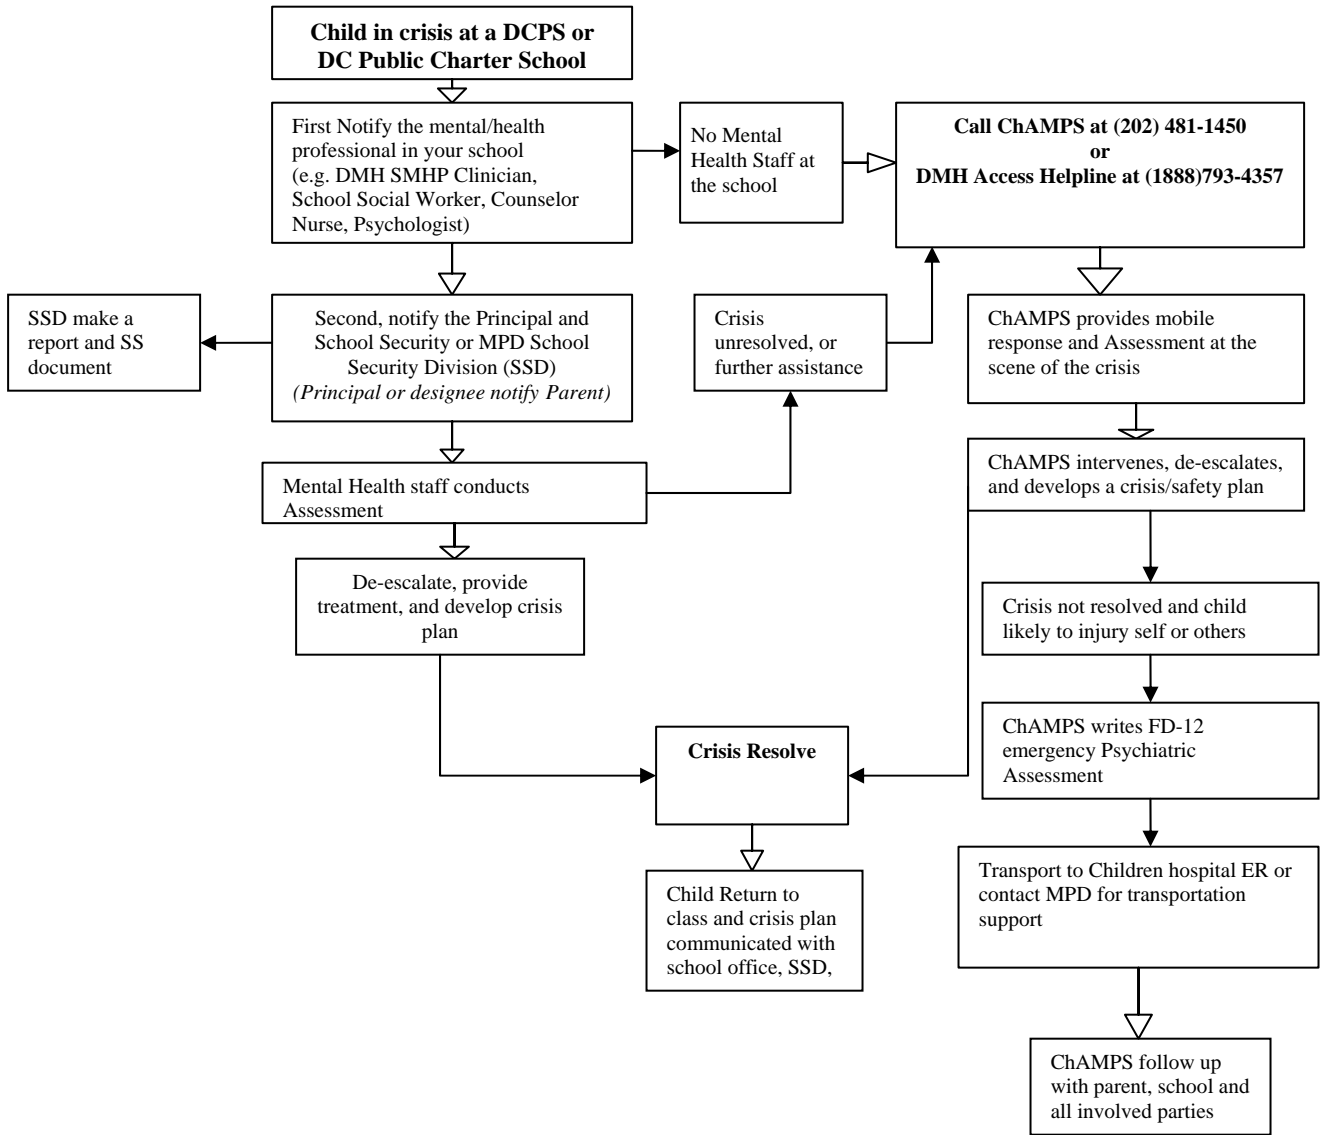 Child in crisis at a DCPS or
DC Public Charter School
First Notify the mental/health
professional in your school
(e.g. DMH SMHP Clinician,
School Social Worker, Counselor
Nurse, Psychologist)
No Mental
Health Staff at
the school
Call ChAMPS at (202) 481-1450
or
DMH Access Helpline at (1888)793-4357
SSD make a
report and SS
document
Second, notify the Principal and
School Security or MPD School
Security Division (SSD)
(Principal or designee notify Parent)
Crisis
unresolved, or
further assistance
ChAMPS provides mobile
response and Assessment at the
scene of the crisis
Mental Health staff conducts
Assessment
ChAMPS intervenes, de-escalates,
and develops a crisis/safety plan
De-escalate, provide
treatment, and develop crisis
plan
Crisis not resolved and child
likely to injury self or others
Crisis Resolve
ChAMPS writes FD-12
emergency Psychiatric
Assessment
Child Return to
class and crisis plan
communicated with
school office, SSD,
Transport to Children hospital ER or
contact MPD for transportation
support
ChAMPS follow up
with parent, school and
all involved parties